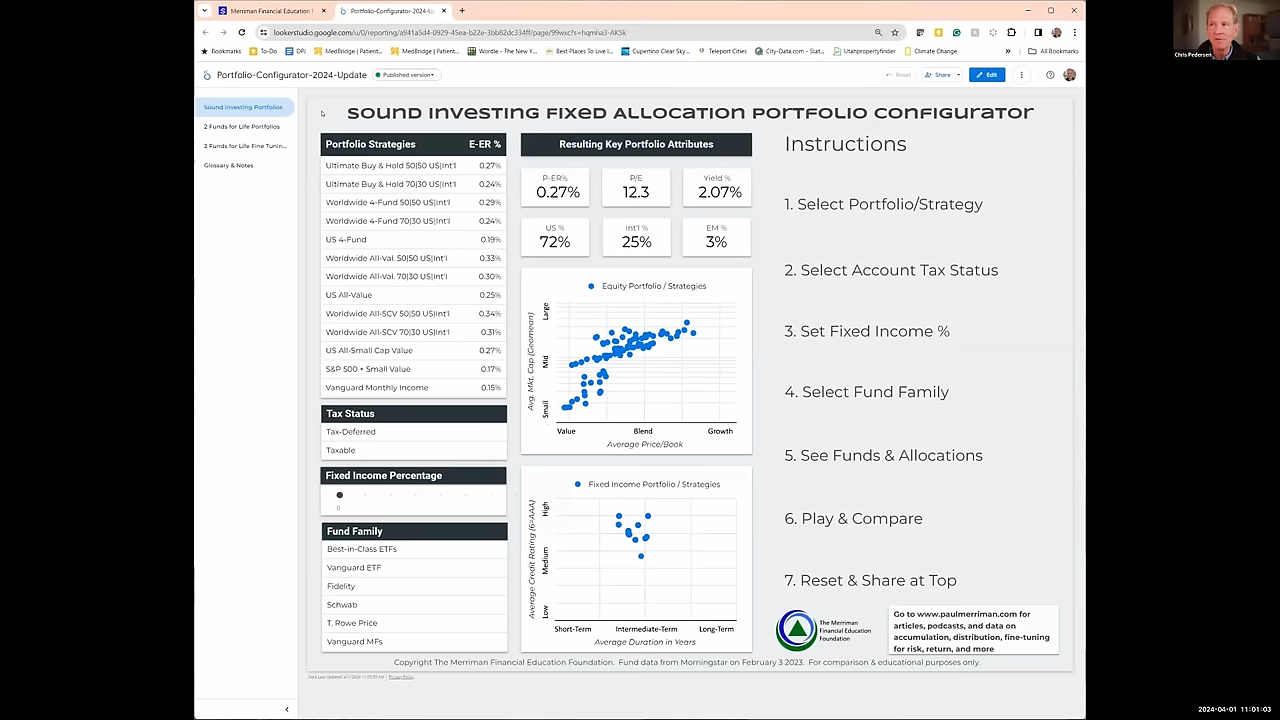 Merriman Financial Education
Portfolio-Configurator-2024-U
lookerstudio.google.com/u/0/reporting/a941a5d4-0929-45ea-b22e-3bb82dc334ff/page/99wxc?s=hqmha3-AK5k
Bookmarks To-Do DPJ MedBridge | Patient... MedBridge | Patient... Wordle - The New Y... Best Places To Live I... Cupertino Clear Sky... Teleport Cities City-Data.com - Stat... Utahpropertyfinder Climate Change » All Bookmarks
Portfolio-Configurator-2024-Update Published version Reset Share Edit
Chris Pedersen
Sound Investing Portfolios
2 Funds for Life Portfolios
2 Funds for Life Fine Tunin...
Glossary & Notes
Sound Investing Fixed Allocation Portfolio Configurator
Portfolio Strategies E-ER %
Ultimate Buy & Hold 50|50 US|Int'l 0.27%
Ultimate Buy & Hold 70|30 US|Int'l 0.24%
Worldwide 4-Fund 50|50 US|Int'l 0.29%
Worldwide 4-Fund 70|30 US|Int'l 0.24%
US 4-Fund 0.19%
Worldwide All-Val. 50|50 US|Int'l 0.33%
Worldwide All-Val. 70|30 US|Int'l 0.30%
US All-Value 0.25%
Worldwide All-SCV 50|50 US|Int'l 0.34%
Worldwide All-SCV 70|30 US|Int'l 0.31%
US All-Small Cap Value 0.27%
S&P 500 + Small Value 0.17%
Vanguard Monthly Income 0.15%
Tax Status
Tax-Deferred
Taxable
Fixed Income Percentage
0
Fund Family
Best-in-Class ETFs
Vanguard ETF
Fidelity
Schwab
T. Rowe Price
Vanguard MFs
Resulting Key Portfolio Attributes
P-ER% P/E Yield %
0.27% 12.3 2.07%
US % Int'l % EM %
72% 25% 3%
Equity Portfolio / Strategies
Avg. Mkt. Cap (Geomean)
Large
Mid
Small
Value Blend Growth
Average Price/Book
Fixed Income Portfolio / Strategies
Average Credit Rating (6=AAA)
High
Medium
Low
Short-Term Intermediate-Term Long-Term
Average Duration in Years
Instructions
1. Select Portfolio/Strategy
2. Select Account Tax Status
3. Set Fixed Income %
4. Select Fund Family
5. See Funds & Allocations
6. Play & Compare
7. Reset & Share at Top
The Merriman
Financial Education
Foundation
Go to www.paulmerriman.com for
articles, podcasts, and data on
accumulation, distribution, fine-tuning
for risk, return, and more
Copyright The Merriman Financial Education Foundation. Fund data from Morningstar on February 3 2023. For comparison & educational purposes only.
Data Last Updated: 4/1/2024 11:00:33 AM Privacy Policy
2024-04-01 11:01:03